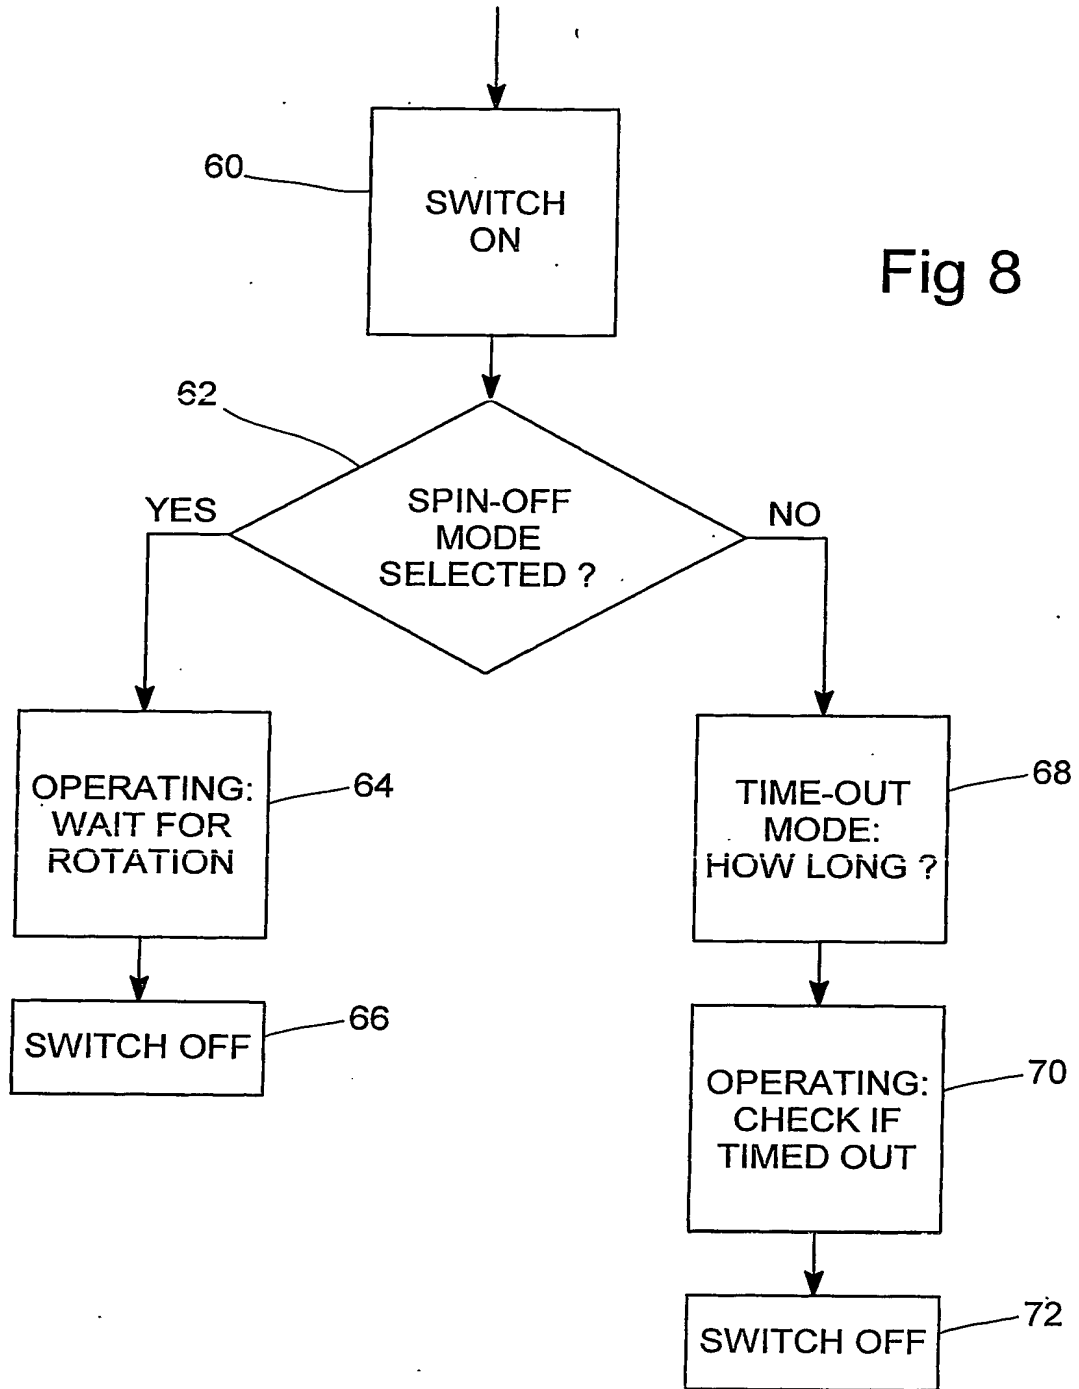 60
SWITCH
ON
Fig 8
62
YES
SPIN-OFF
MODE
SELECTED ?
NO
OPERATING:
WAIT FOR
ROTATION
64
TIME-OUT
MODE:
HOW LONG ?
68
SWITCH OFF
66
OPERATING:
CHECK IF
TIMED OUT
70
SWITCH OFF
72